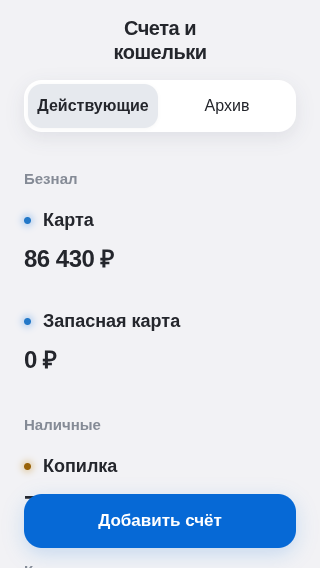 Счета и
кошельки
Действующие
Архив
Безнал
Карта
86 430 ₽
Запасная карта
0 ₽
Наличные
Копилка
Добавить счёт